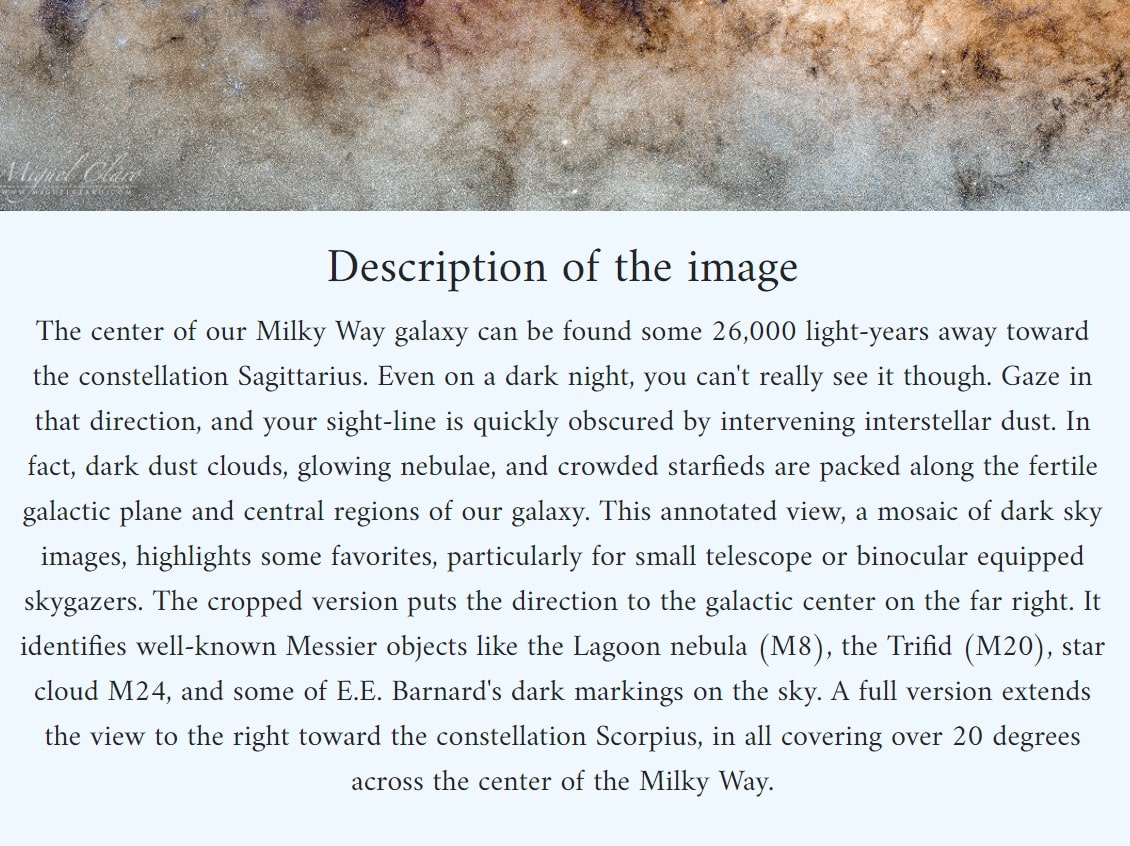 Miguel Claro
WWW.MIGUELCLARO.COM
Description of the image
The center of our Milky Way galaxy can be found some 26,000 light-years away toward
the constellation Sagittarius. Even on a dark night, you can't really see it though. Gaze in
that direction, and your sight-line is quickly obscured by intervening interstellar dust. In
fact, dark dust clouds, glowing nebulae, and crowded starfieds are packed along the fertile
galactic plane and central regions of our galaxy. This annotated view, a mosaic of dark sky
images, highlights some favorites, particularly for small telescope or binocular equipped
skygazers. The cropped version puts the direction to the galactic center on the far right. It
identifies well-known Messier objects like the Lagoon nebula (M8), the Trifid (M20), star
cloud M24, and some of E.E. Barnard's dark markings on the sky. A full version extends
the view to the right toward the constellation Scorpius, in all covering over 20 degrees
across the center of the Milky Way.